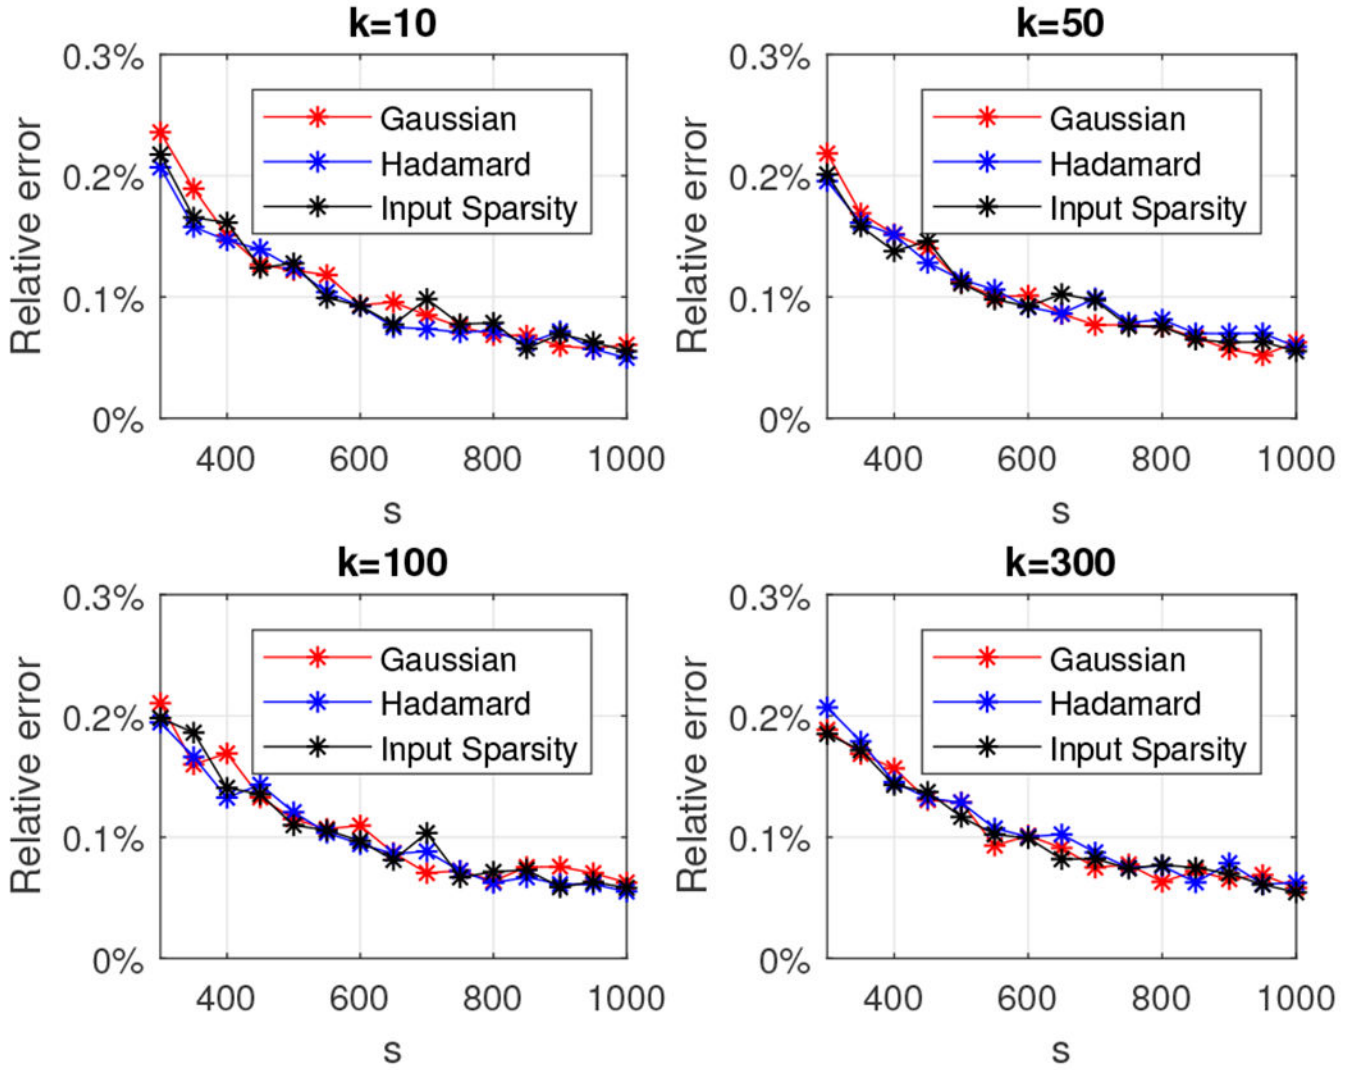 k=10
0.3%
0.2%
0.1%
0%
Relative error
Gaussian
Hadamard
Input Sparsity
400 600 800 1000
s
k=50
0.3%
0.2%
0.1%
0%
Relative error
Gaussian
Hadamard
Input Sparsity
400 600 800 1000
s
k=100
0.3%
0.2%
0.1%
0%
Relative error
Gaussian
Hadamard
Input Sparsity
400 600 800 1000
s
k=300
0.3%
0.2%
0.1%
0%
Relative error
Gaussian
Hadamard
Input Sparsity
400 600 800 1000
s